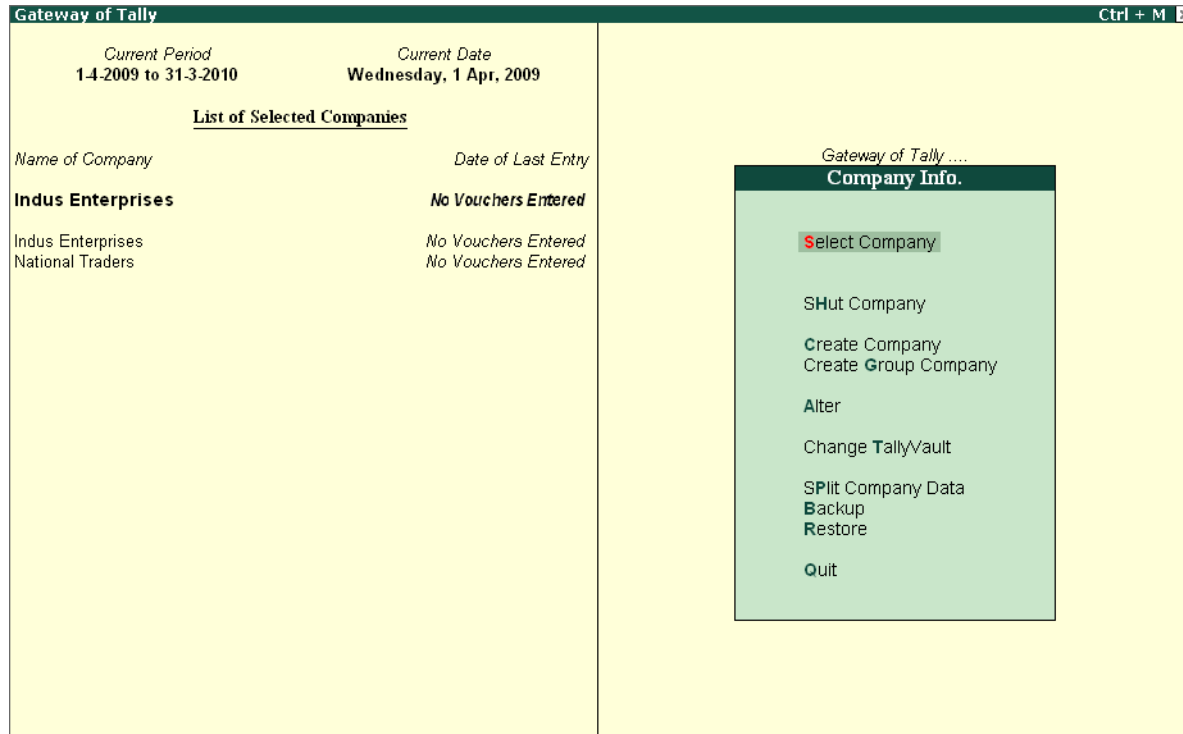 Gateway of Tally Ctrl + M
Current Period Current Date
1-4-2009 to 31-3-2010 Wednesday, 1 Apr, 2009
List of Selected Companies
Name of Company Date of Last Entry
Indus Enterprises No Vouchers Entered
Indus Enterprises No Vouchers Entered
National Traders No Vouchers Entered
Gateway of Tally ....
Company Info.
Select Company
SHut Company
Create Company
Create Group Company
Alter
Change TallyVault
SPlit Company Data
Backup
Restore
Quit